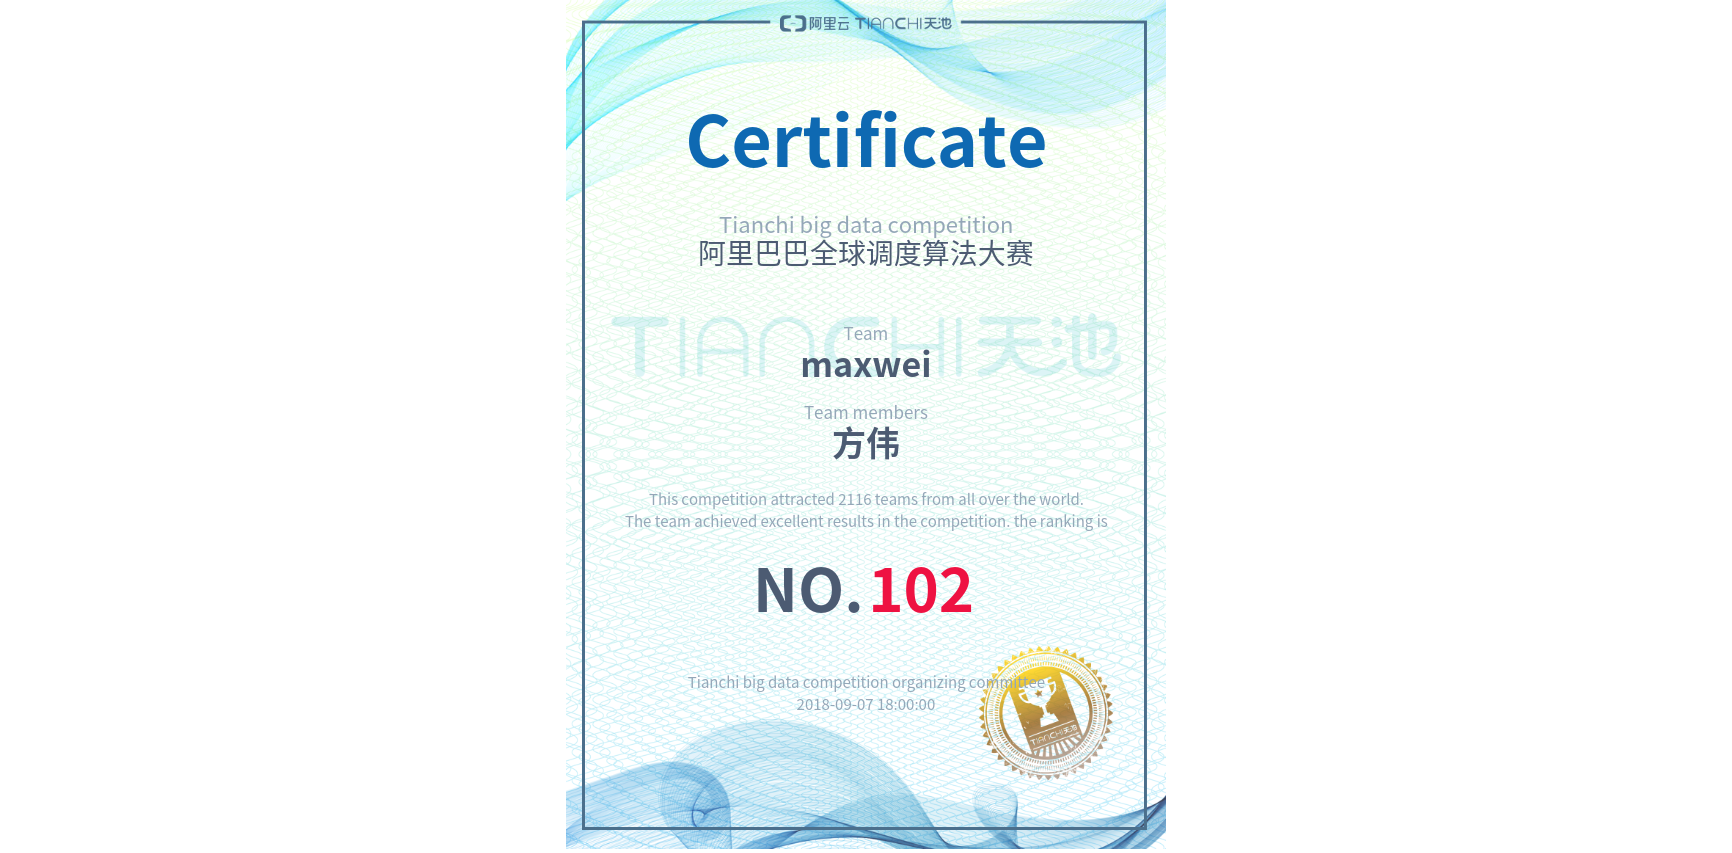 阿里云 TIANCHI天池
Certificate
Tianchi big data competition
阿里巴巴全球调度算法大赛
TIANCHI天池
Team
maxwei
Team members
方伟
This competition attracted 2116 teams from all over the world.
The team achieved excellent results in the competition. the ranking is
NO.102
Tianchi big data competition organizing committee
2018-09-07 18:00:00
TIANCHI天池